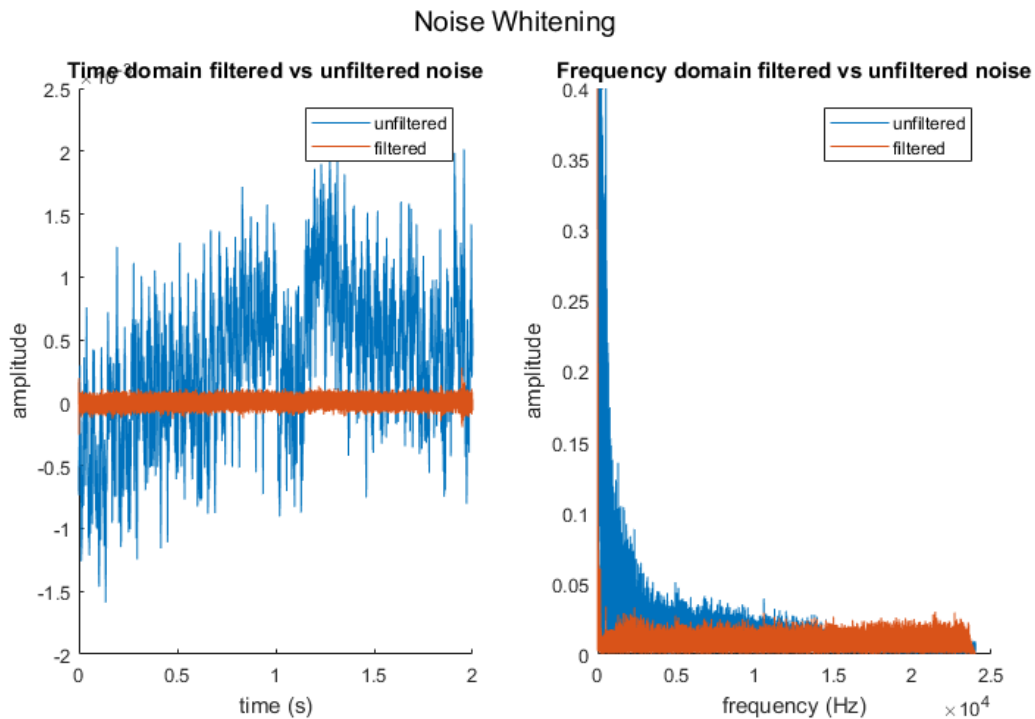 Noise Whitening
Time domain filtered vs unfiltered noise
2.5
2
1.5
1
0.5
0
-0.5
-1
-1.5
-2
amplitude
unfiltered
filtered
0
0.5
1
1.5
2
time (s)
Frequency domain filtered vs unfiltered noise
0.4
0.35
0.3
0.25
0.2
0.15
0.1
0.05
0
amplitude
unfiltered
filtered
0
0.5
1
1.5
2
2.5
× 10⁴
frequency (Hz)